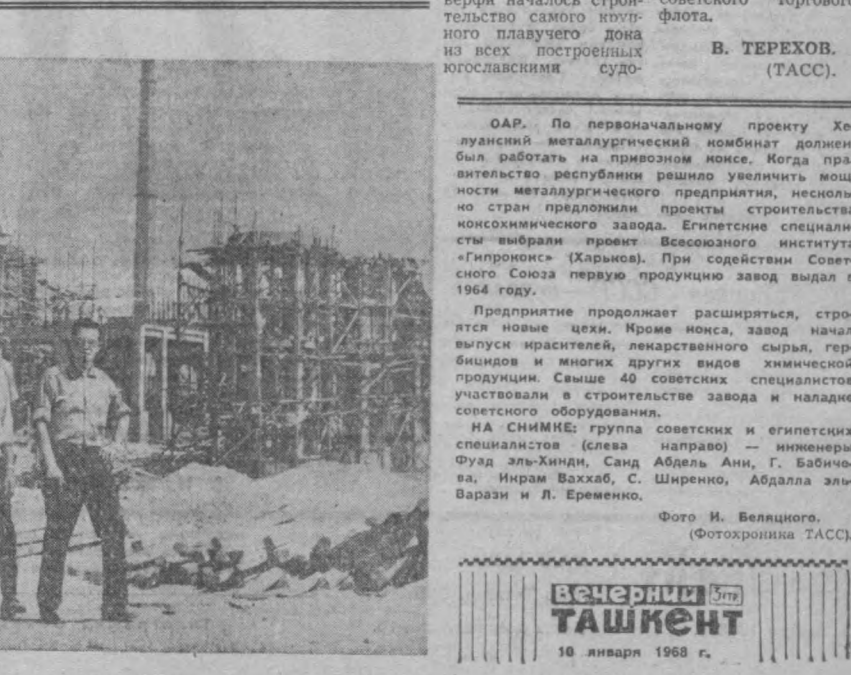 верфи началось строи-
тельство самого круп-
ного плавучего дока
из всех построенных
югославскими судо-
советского торгового
флота.
В. ТЕРЕХОВ.
(ТАСС).
ОАР. По первоначальному проекту Хе
луанский металлургический комбинат должен
был работать на привозном коксе. Когда пра
вительство республики решило увеличить мощ
ности металлургического предприятия, несколь
ко стран предложили проекты строительства
коксохимического завода. Египетские специали
сты выбрали проект Всесоюзного института
«Гипрококс» (Харьков). При содействии Совет
ского Союза первую продукцию завод выдал в
1964 году.
Предприятие продолжает расширяться, стро-
ятся новые цехи. Кроме кокса, завод начал
выпуск красителей, лекарственного сырья, гер-
бицидов и многих других видов химической
продукции. Свыше 40 советских специалистов
участвовали в строительстве завода и наладке
советского оборудования.
НА СНИМКЕ: группа советских и египетских
специалистов (слева направо) — инженеры
Фуад эль-Хинди, Саид Абдель Ани, Г. Бабиче-
ва, Икрам Ваххаб, С. Ширенко, Абдалла эль-
Варази и Л. Еременко.
Фото И. Беляцкого.
(Фотохроника ТАСС).
Вечерний 3 стр.
ТАШКЕНТ
10 января 1968 г.